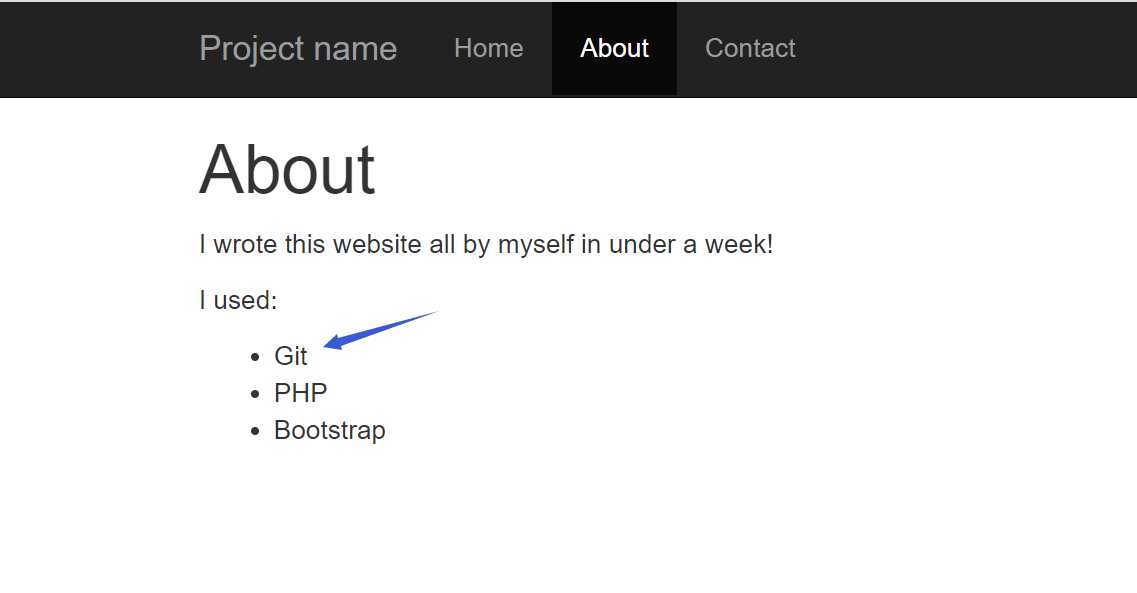 Project name Home About Contact
About
I wrote this website all by myself in under a week!
I used:
Git
PHP
Bootstrap